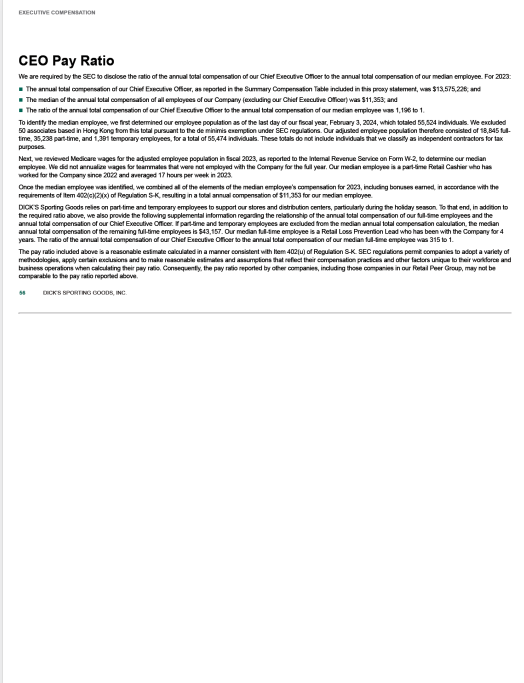 EXECUTIVE COMPENSATION
CEO Pay Ratio
We are required by the SEC to disclose the ratio of the annual total compensation of our Chief Executive Officer to the annual total compensation of our median employee. For 2023:
■ The annual total compensation of our Chief Executive Officer, as reported in the Summary Compensation Table included in this proxy statement, was $13,575,226; and
■ The median of the annual total compensation of all employees of our Company (excluding our Chief Executive Officer) was $11,353; and
■ The ratio of the annual total compensation of our Chief Executive Officer to the annual total compensation of our median employee was 1,196 to 1.
To identify the median employee, we first determined our employee population as of the last day of our fiscal year, February 3, 2024, which totaled 55,524 individuals. We excluded
50 associates based in Hong Kong from this total pursuant to the de minimis exemption under SEC regulations. Our adjusted employee population therefore consisted of 18,845 full-
time, 35,238 part-time, and 1,391 temporary employees, for a total of 55,474 individuals. These totals do not include individuals that we classify as independent contractors for tax
purposes.
Next, we reviewed Medicare wages for the adjusted employee population in fiscal 2023, as reported to the Internal Revenue Service on Form W-2, to determine our median
employee. We did not annualize wages for teammates that were not employed with the Company for the full year. Our median employee is a part-time Retail Cashier who has
worked for the Company since 2022 and averaged 17 hours per week in 2023.
Once the median employee was identified, we combined all of the elements of the median employee's compensation for 2023, including bonuses earned, in accordance with the
requirements of Item 402(c)(2)(x) of Regulation S-K, resulting in a total annual compensation of $11,353 for our median employee.
DICK'S Sporting Goods relies on part-time and temporary employees to support our stores and distribution centers, particularly during the holiday season. To that end, in addition to
the required ratio above, we also provide the following supplemental information regarding the relationship of the annual total compensation of our full-time employees and the
annual total compensation of our Chief Executive Officer. If part-time and temporary employees are excluded from the median annual total compensation calculation, the median
annual total compensation of the remaining full-time employees is $43,157. Our median full-time employee is a Retail Loss Prevention Lead who has been with the Company for 4
years. The ratio of the annual total compensation of our Chief Executive Officer to the annual total compensation of our median full-time employee was 315 to 1.
The pay ratio included above is a reasonable estimate calculated in a manner consistent with Item 402(u) of Regulation S-K. SEC regulations permit companies to adopt a variety of
methodologies, apply certain exclusions and to make reasonable estimates and assumptions that reflect their compensation practices and other factors unique to their workforce and
business operations when calculating their pay ratio. Consequently, the pay ratio reported by other companies, including those companies in our Retail Peer Group, may not be
comparable to the pay ratio reported above.
DICK'S SPORTING GOODS, INC.